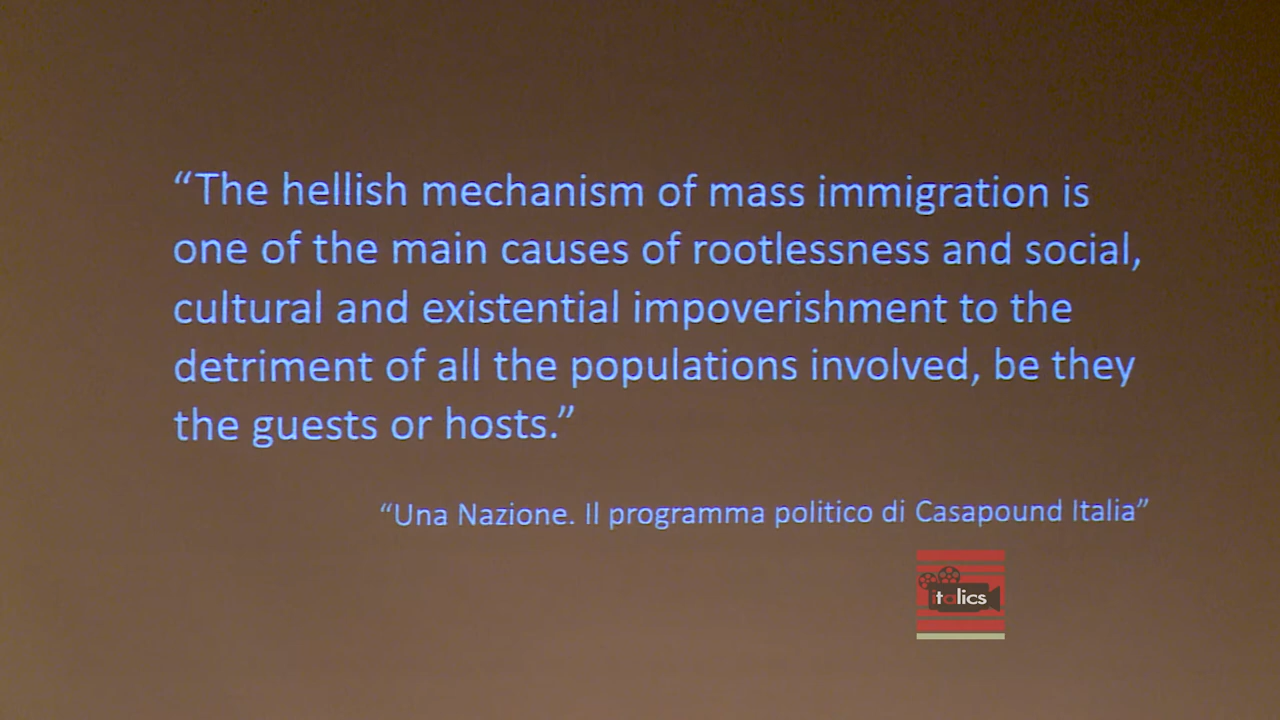 “The hellish mechanism of mass immigration is
one of the main causes of rootlessness and social,
cultural and existential impoverishment to the
detriment of all the populations involved, be they
the guests or hosts.”
“Una Nazione. Il programma politico di Casapound Italia”
italics